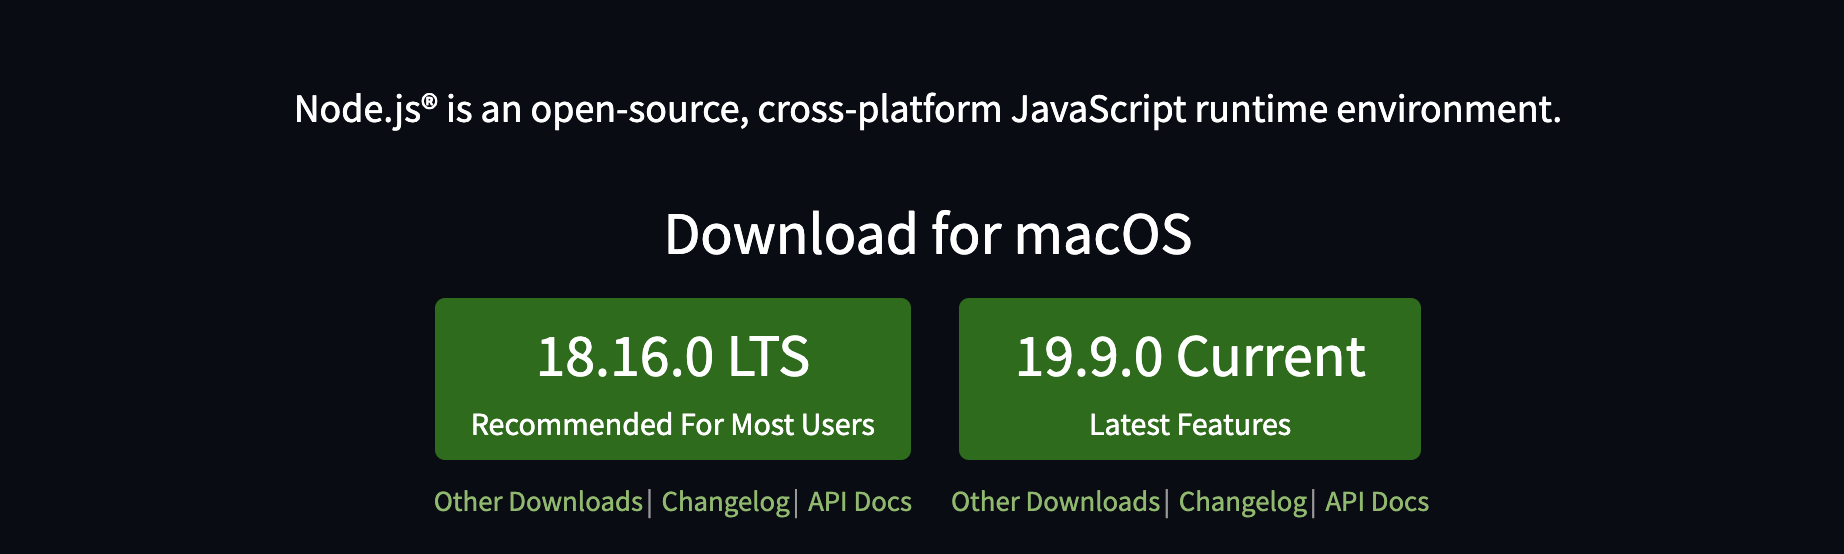 Node.js® is an open-source, cross-platform JavaScript runtime environment.
Download for macOS
18.16.0 LTS
Recommended For Most Users
19.9.0 Current
Latest Features
Other Downloads| Changelog| API Docs
Other Downloads| Changelog| API Docs